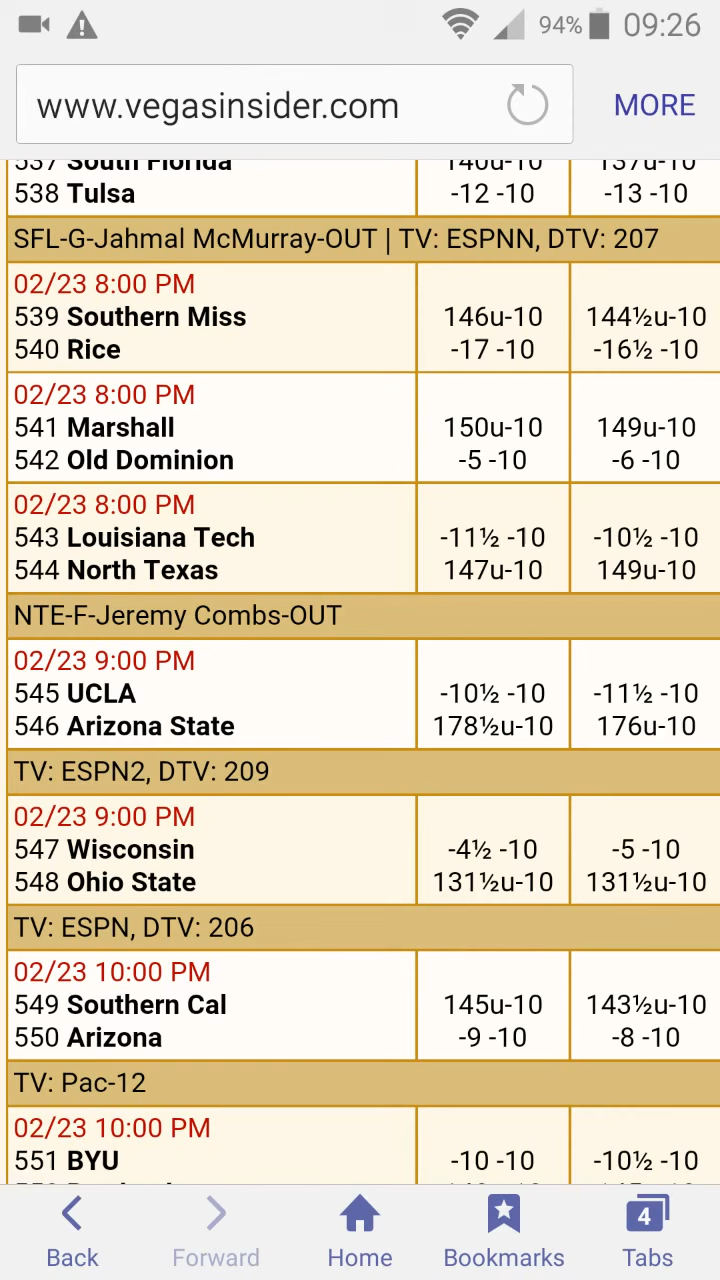 94% 09:26
www.vegasinsider.com MORE
537 South Florida 140u-10 137u-10
538 Tulsa -12 -10 -13 -10
SFL-G-Jahmal McMurray-OUT | TV: ESPNN, DTV: 207
02/23 8:00 PM
539 Southern Miss 146u-10 144½u-10
540 Rice -17 -10 -16½ -10
02/23 8:00 PM
541 Marshall 150u-10 149u-10
542 Old Dominion -5 -10 -6 -10
02/23 8:00 PM
543 Louisiana Tech -11½ -10 -10½ -10
544 North Texas 147u-10 149u-10
NTE-F-Jeremy Combs-OUT
02/23 9:00 PM
545 UCLA -10½ -10 -11½ -10
546 Arizona State 178½u-10 176u-10
TV: ESPN2, DTV: 209
02/23 9:00 PM
547 Wisconsin -4½ -10 -5 -10
548 Ohio State 131½u-10 131½u-10
TV: ESPN, DTV: 206
02/23 10:00 PM
549 Southern Cal 145u-10 143½u-10
550 Arizona -9 -10 -8 -10
TV: Pac-12
02/23 10:00 PM
551 BYU -10 -10 -10½ -10
4
Back Forward Home Bookmarks Tabs